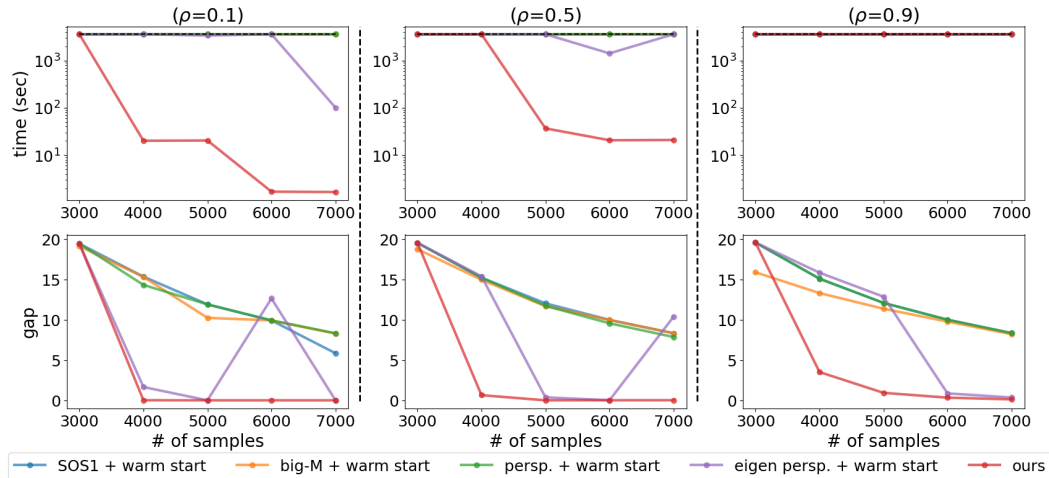 (ρ=0.1) (ρ=0.5) (ρ=0.9)
time (sec)
10³
10²
10¹
3000 4000 5000 6000 7000
10³
10²
10¹
3000 4000 5000 6000 7000
10³
10²
10¹
3000 4000 5000 6000 7000
gap
20
15
10
5
0
3000 4000 5000 6000 7000
# of samples
20
15
10
5
0
3000 4000 5000 6000 7000
# of samples
20
15
10
5
0
3000 4000 5000 6000 7000
# of samples
SOS1 + warm start big-M + warm start persp. + warm start eigen persp. + warm start ours